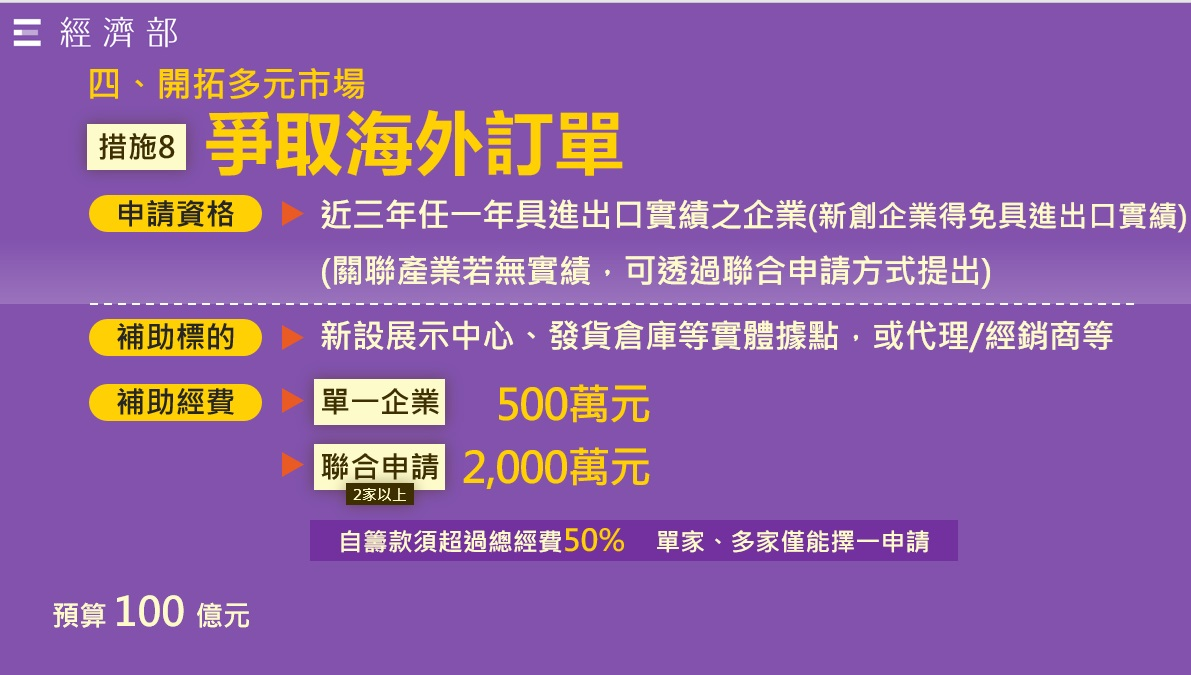 經濟部
四、開拓多元市場
措施8 爭取海外訂單
申請資格 近三年任一年具進出口實績之企業(新創企業得免具進出口實績)
(關聯產業若無實績，可透過聯合申請方式提出)
補助標的 新設展示中心、發貨倉庫等實體據點，或代理/經銷商等
補助經費 單一企業 500萬元
聯合申請 2,000萬元
2家以上
自籌款須超過總經費50% 單家、多家僅能擇一申請
預算 100 億元